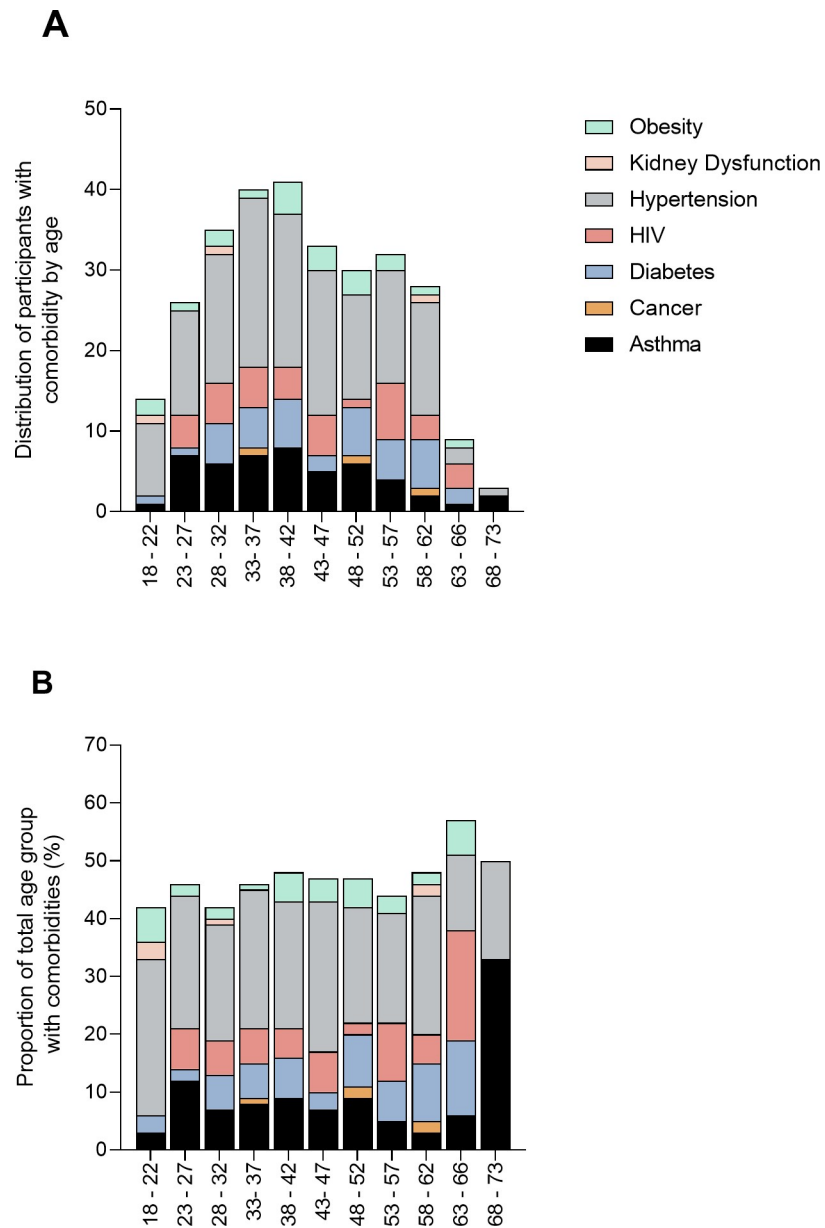 A
Distribution of participants with
comorbidity by age
50
40
30
20
10
0
18 - 22
23 - 27
28 - 32
33- 37
38 - 42
43- 47
48 - 52
53 - 57
58 - 62
63 - 66
68 - 73
Obesity
Kidney Dysfunction
Hypertension
HIV
Diabetes
Cancer
Asthma
B
Proportion of total age group
with comorbidities (%)
70
60
50
40
30
20
10
0
18 - 22
23 - 27
28 - 32
33- 37
38 - 42
43- 47
48 - 52
53 - 57
58 - 62
63 - 66
68 - 73